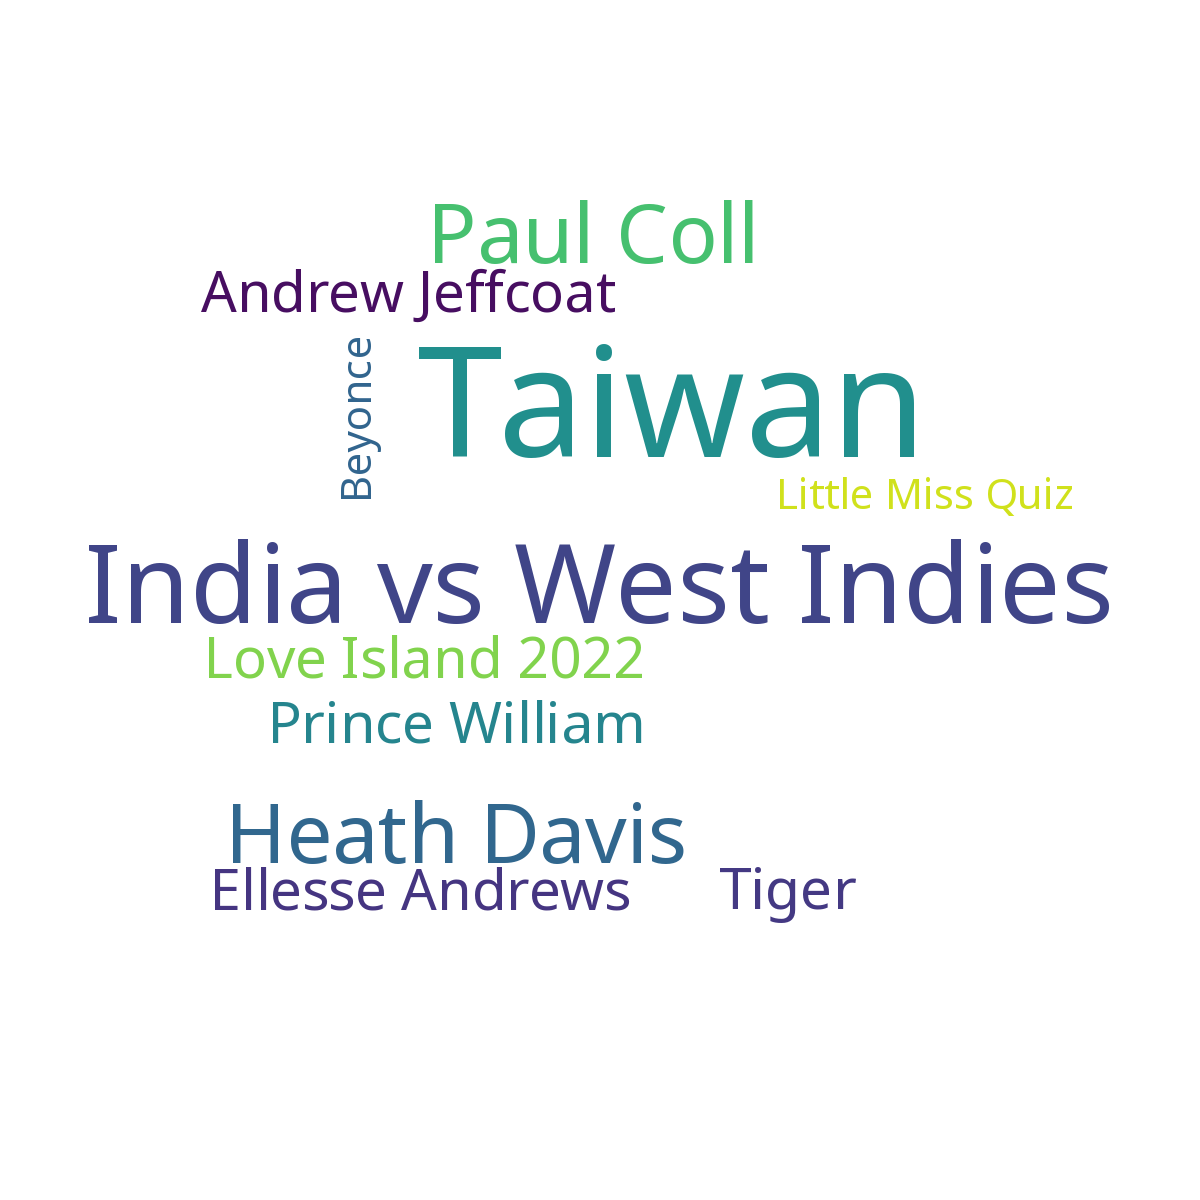 Paul Coll
Andrew Jeffcoat
Beyonce
Taiwan
Little Miss Quiz
India vs West Indies
Love Island 2022
Prince William
Heath Davis
Ellesse Andrews
Tiger